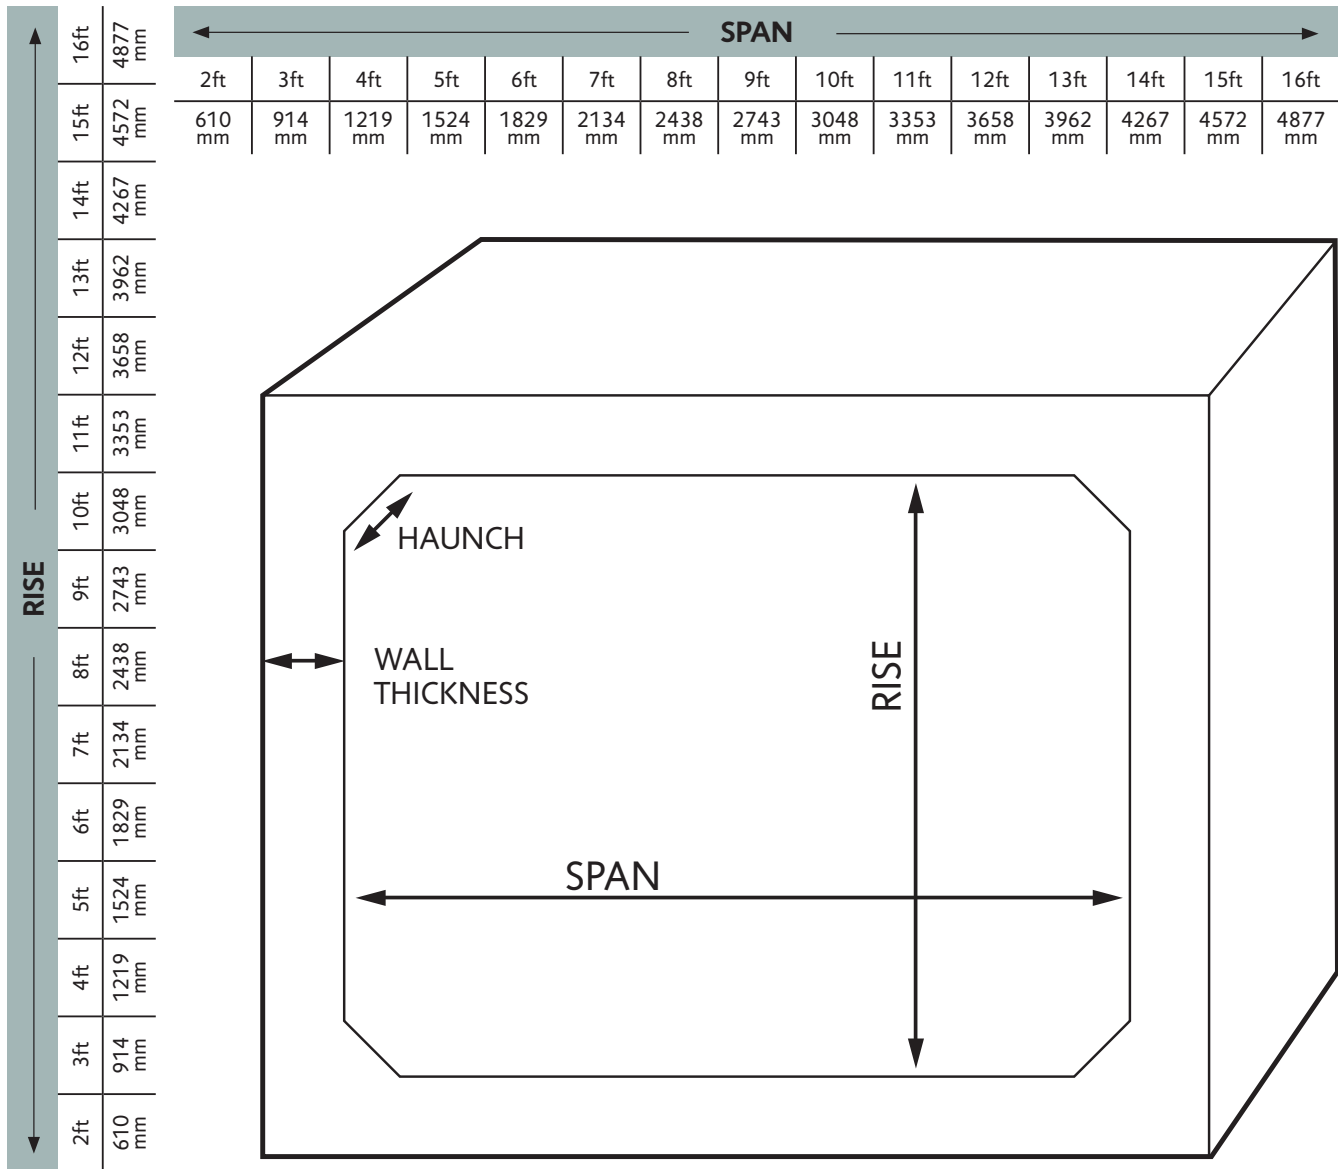 SPAN
2ft 3ft 4ft 5ft 6ft 7ft 8ft 9ft 10ft 11ft 12ft 13ft 14ft 15ft 16ft
610 914 1219 1524 1829 2134 2438 2743 3048 3353 3658 3962 4267 4572 4877
mm mm mm mm mm mm mm mm mm mm mm mm mm mm mm
RISE
16ft 4877 mm
15ft 4572 mm
14ft 4267 mm
13ft 3962 mm
12ft 3658 mm
11ft 3353 mm
10ft 3048 mm
9ft 2743 mm
8ft 2438 mm
7ft 2134 mm
6ft 1829 mm
5ft 1524 mm
4ft 1219 mm
3ft 914 mm
2ft 610 mm
HAUNCH
WALL
THICKNESS
RISE
SPAN